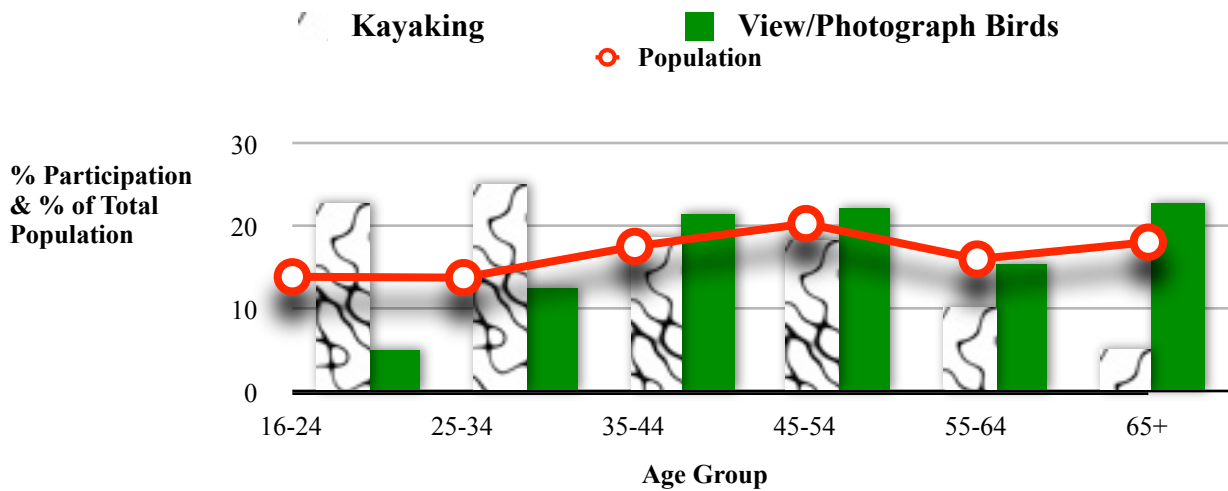 Kayaking View/Photograph Birds
Population
% Participation
& % of Total
Population
30
20
10
0
16-24 25-34 35-44 45-54 55-64 65+
Age Group